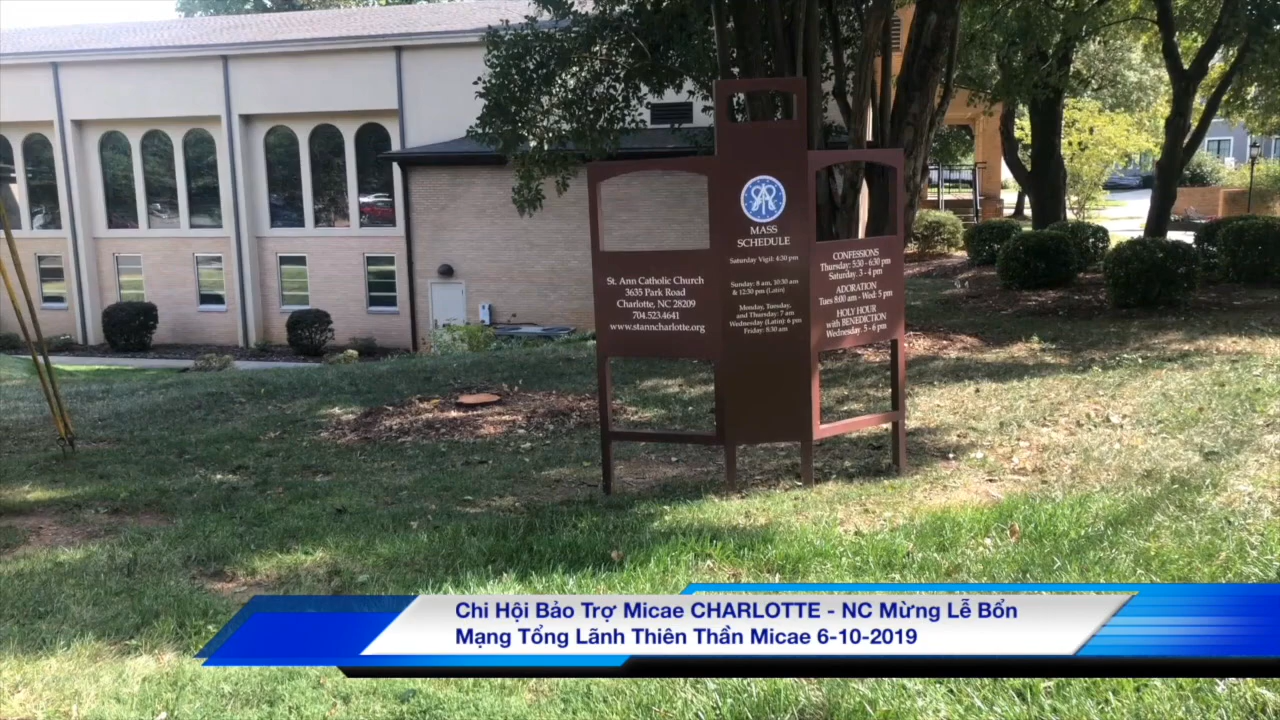 St. Ann Catholic Church
3635 Park Road
Charlotte, NC 28209
704.523.4641
www.stanncharlotte.org
MASS
SCHEDULE
Saturday Vigil: 4:30 pm
Sunday: 8 am, 10:30 am
& 12:30 pm (Latin)
Monday, Tuesday,
and Thursday: 7 am
Wednesday (Latin): 6 pm
Friday: 8:30 am
CONFESSIONS
Thursday: 5:30 - 6:30 pm
Saturday. 3 - 4 pm
ADORATION
Tues 8:00 am - Wed: 5 pm
HOLY HOUR
with BENEDICTION
Wednesday. 5 - 6 pm
Chi Hội Bảo Trợ Micae CHARLOTTE - NC Mừng Lễ Bổn
Mạng Tổng Lãnh Thiên Thần Micae 6-10-2019